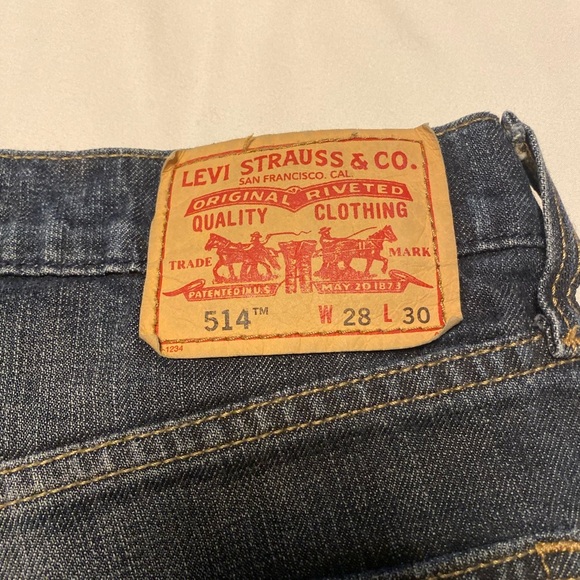 LEVI STRAUSS & CO.
SAN FRANCISCO, CAL.
ORIGINAL RIVETED
QUALITY CLOTHING
TRADE MARK
PATENTED IN U.S. MAY 20 1873
514™ W 28 L 30
1234